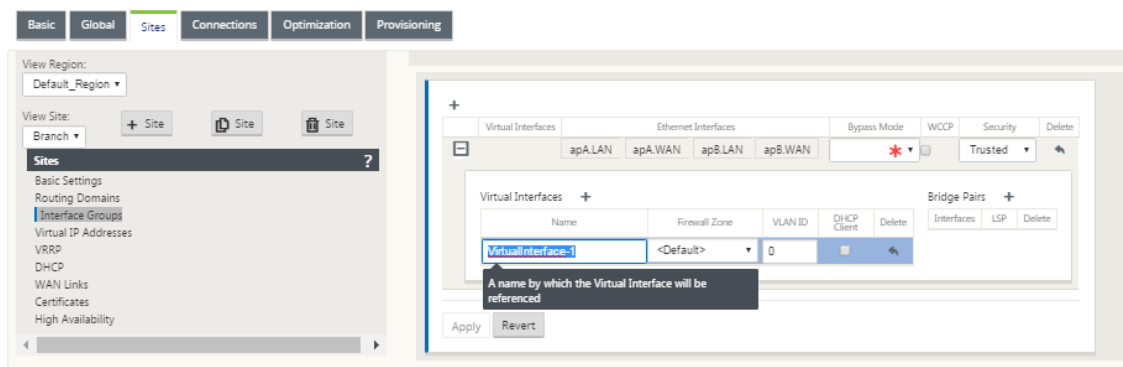 Basic Global Sites Connections Optimization Provisioning
View Region:
Default_Region
View Site:
Branch
+ Site
Site
Site
Sites ?
Basic Settings
Routing Domains
Interface Groups
Virtual IP Addresses
VRRP
DHCP
WAN Links
Certificates
High Availability
+
Virtual Interfaces Ethernet Interfaces Bypass Mode WCCP Security Delete
apA.LAN apA.WAN apB.LAN apB.WAN * Trusted
Virtual Interfaces +
Name Firewall Zone VLAN ID DHCP Client Delete
VirtualInterface-1 <Default> 0
A name by which the Virtual Interface will be
referenced
Bridge Pairs +
Interfaces LSP Delete
Apply Revert